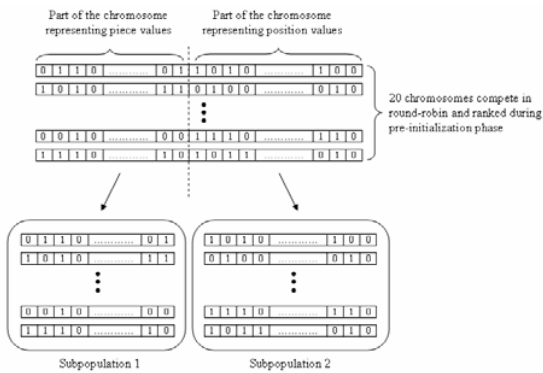 Part of the chromosome representing piece values
Part of the chromosome representing position values
0 1 1 0 ............ 0 1 1 0 1 0 ............ 1 0 0
1 0 1 0 ............ 1 1 0 1 0 0 ............ 0 1 0
0 0 0 0 ............ 0 0 1 1 1 0 ............ 1 1 0
1 1 1 0 ............ 1 0 1 0 1 1 ............ 0 1 0
20 chromosomes compete in
round-robin and ranked during
pre-initialization phase
0 1 1 0 ............ 0 1
1 0 1 0 ............ 1 1
0 0 0 0 ............ 0 0
1 1 1 0 ............ 1 0
Subpopulation 1
1 0 1 0 ............ 1 0 0
0 1 0 0 ............ 0 1 0
1 1 1 0 ............ 1 1 0
1 0 1 1 ............ 0 1 0
Subpopulation 2